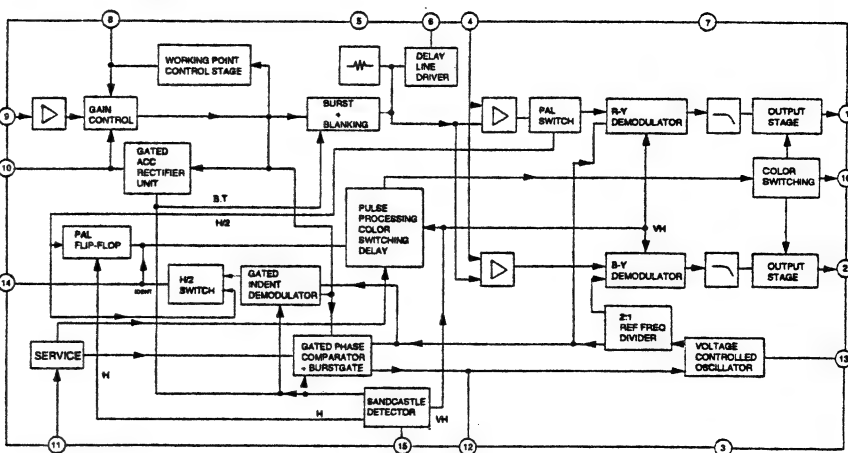 8
5
6
4
7
WORKING POINT
CONTROL STAGE
DELAY
LINE
DRIVER
9
GAIN
CONTROL
BURST
+
BLANKING
PAL
SWITCH
R-Y
DEMODULATOR
OUTPUT
STAGE
1
10
GATED
ACC
RECTIFIER
UNIT
B.T
H/2
PULSE
PROCESSING
COLOR
SWITCHING
DELAY
COLOR
SWITCHING
16
VH
PAL
FLIP-FLOP
14
IDENT
H/2
SWITCH
GATED
INDENT
DEMODULATOR
B-Y
DEMODULATOR
OUTPUT
STAGE
2
SERVICE
GATED PHASE
COMPARATOR
+ BURSTGATE
2:1
REF FREQ
DIVIDER
VOLTAGE
CONTROLLED
OSCILLATOR
13
H
H
SANDCASTLE
DETECTOR
VH
11
15
12
3